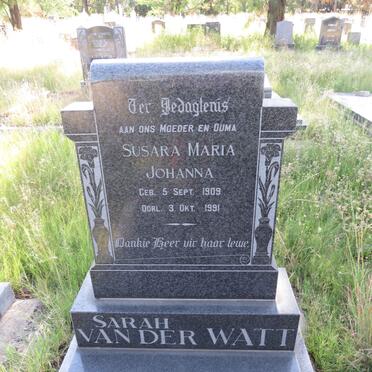 Ter Gedagtenis
AAN ONS MOEDER EN OUMA
SUSARA MARIA
JOHANNA
GEB. 5 SEPT. 1909
OORL. 3 OKT. 1991
Dankie Heer vir haar lewe
SARAH
VAN DER WATT